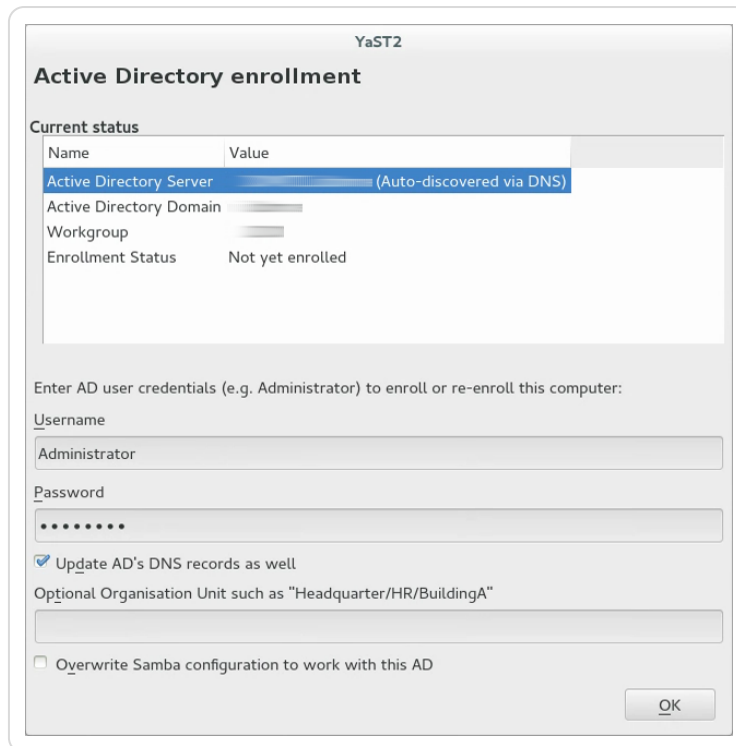 YaST2
Active Directory enrollment
Current status
Name Value
Active Directory Server (Auto-discovered via DNS)
Active Directory Domain
Workgroup
Enrollment Status Not yet enrolled
Enter AD user credentials (e.g. Administrator) to enroll or re-enroll this computer:
Username
Administrator
Password
••••••••
Update AD's DNS records as well
Optional Organisation Unit such as "Headquarter/HR/BuildingA"
Overwrite Samba configuration to work with this AD
OK